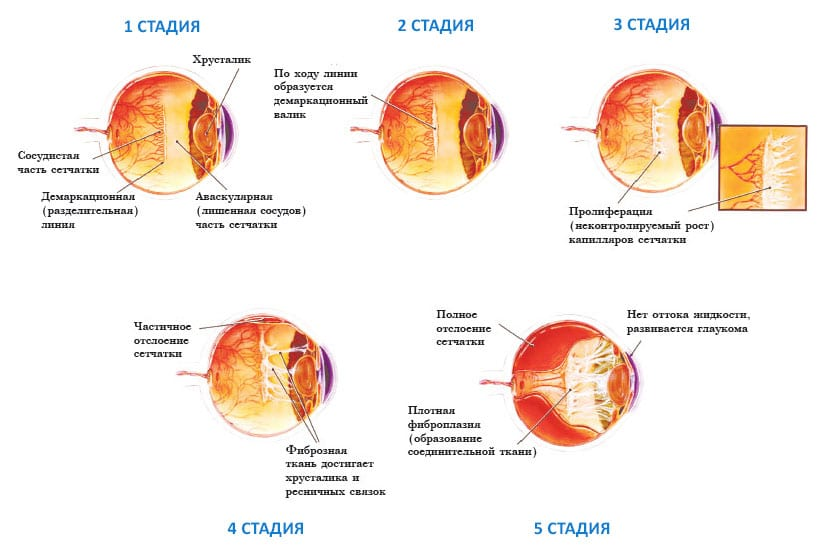 1 СТАДИЯ
2 СТАДИЯ
3 СТАДИЯ
Хрусталик
Сосудистая
часть сетчатки
Демаркационная
(разделительная)
линия
Аваскулярная
(лишенная сосудов)
часть сетчатки
По ходу линии
образуется
демаркационный
валик
Пролиферация
(неконтролируемый рост)
капилляров сетчатки
Частичное
отслоение
сетчатки
Фиброзная
ткань достигает
хрусталика и
ресничных связок
Полное
отслоение
сетчатки
Нет оттока жидкости,
развивается глаукома
Плотная
фиброплазия
(образование
соединительной ткани)
4 СТАДИЯ
5 СТАДИЯ